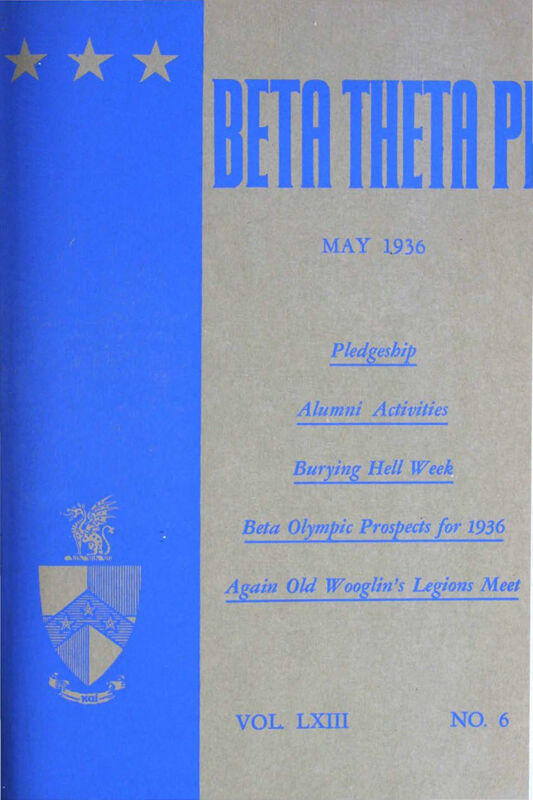 BETA THETA PI
MAY 1936
Pledgeship
Alumni Activities
Burying Hell Week
Beta Olympic Prospects for 1936
Again Old Wooglin's Legions Meet
VOL. LXIII NO. 6